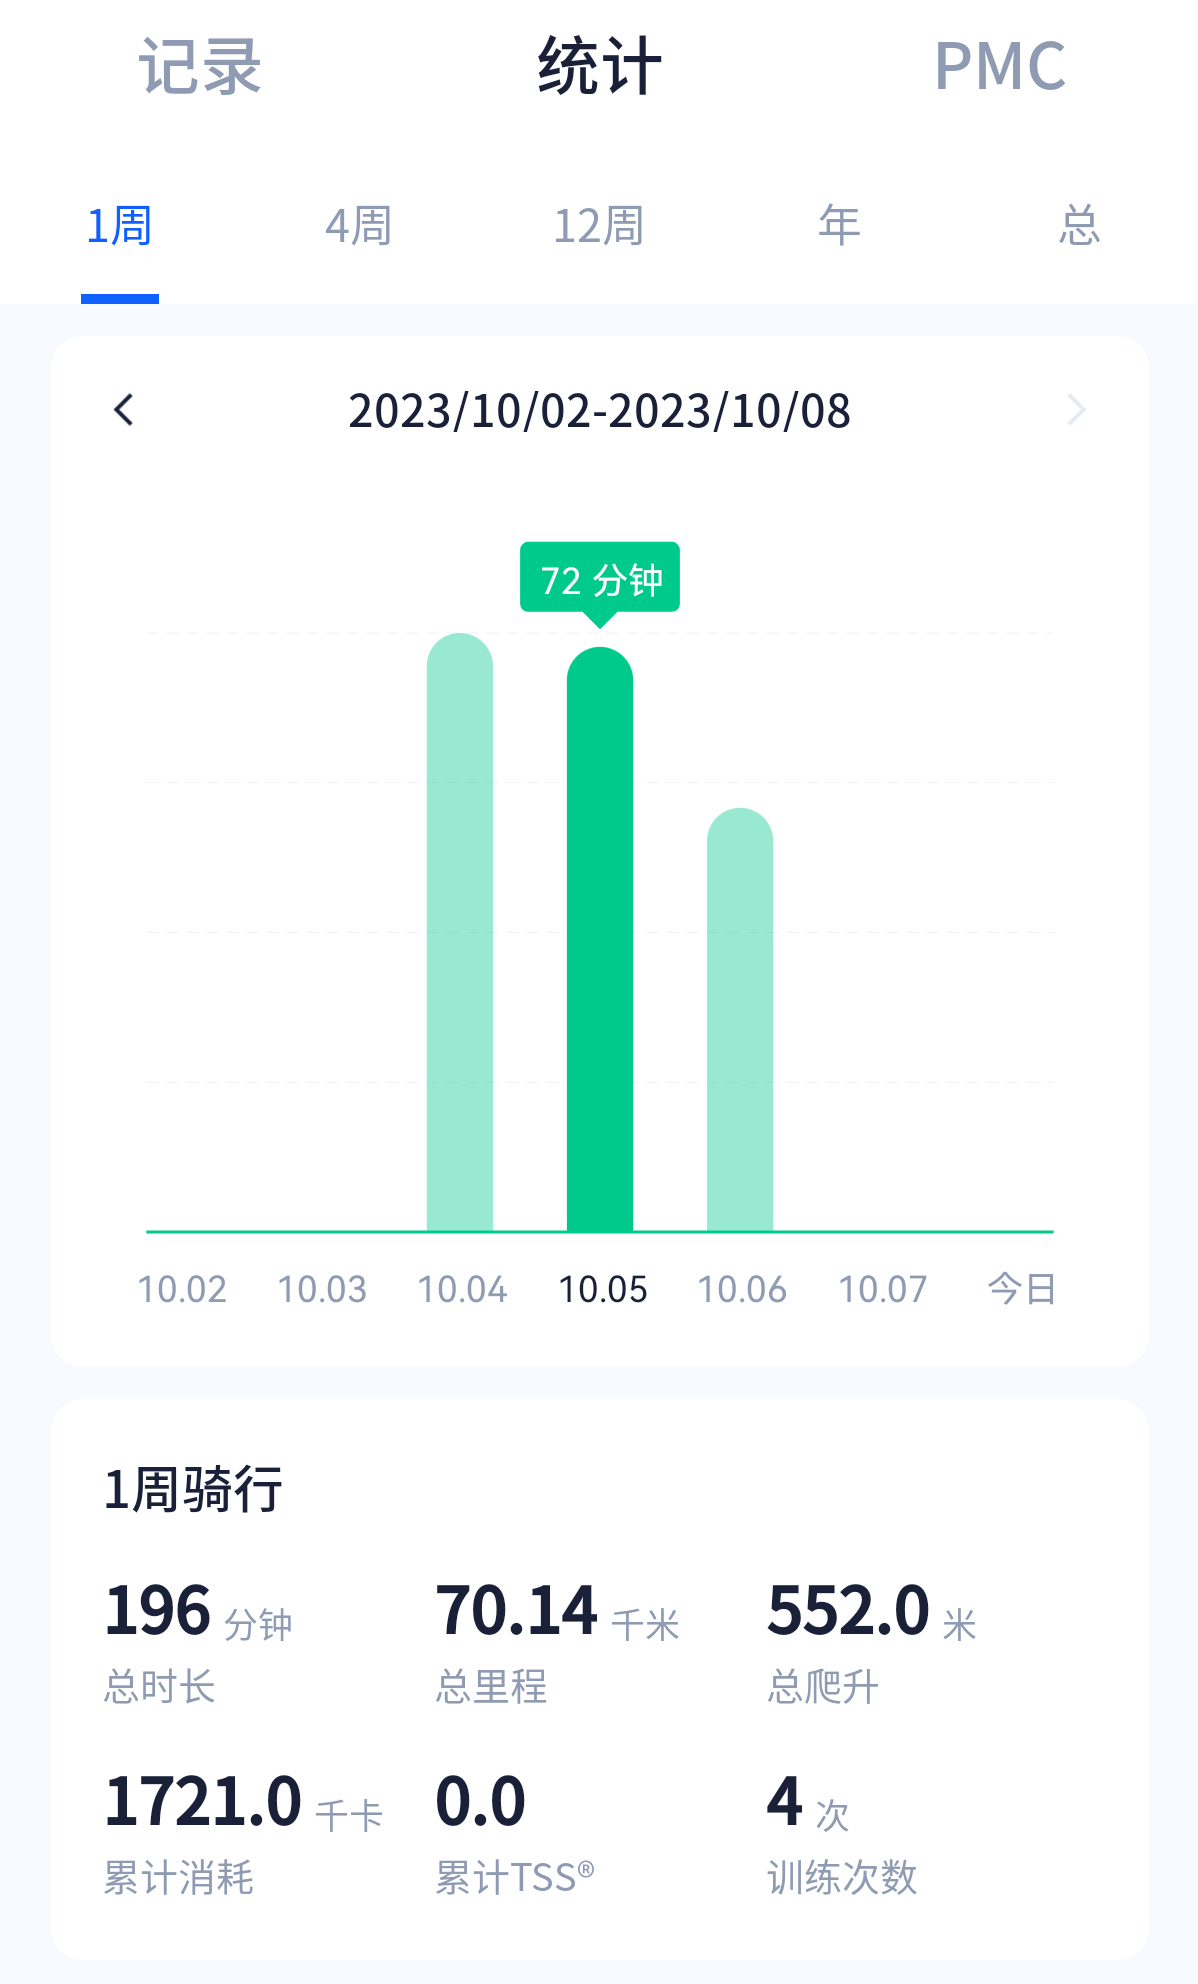 记录 统计 PMC
1周 4周 12周 年 总
2023/10/02-2023/10/08
72 分钟
10.02 10.03 10.04 10.05 10.06 10.07 今日
1周骑行
196 分钟 70.14 千米 552.0 米
总时长 总里程 总爬升
1721.0 千卡 0.0 4 次
累计消耗 累计TSS® 训练次数